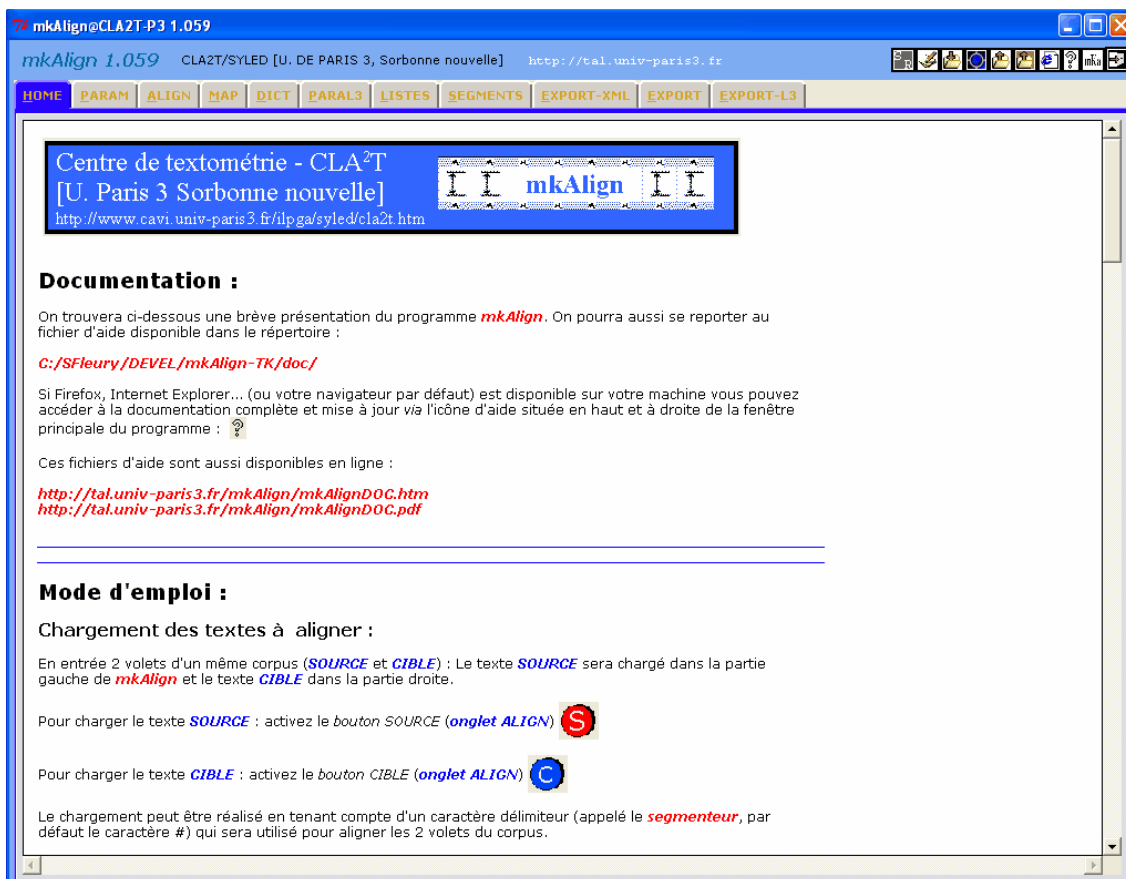 mkAlign@CLA2T-P3 1.059
mkAlign 1.059 CLA2T/SYLED [U. DE PARIS 3, Sorbonne nouvelle] http://tal.univ-paris3.fr
HOME PARAM ALIGN MAP DICT PARAL3 LISTES SEGMENTS EXPORT-XML EXPORT EXPORT-L3
Centre de textométrie - CLA²T
[U. Paris 3 Sorbonne nouvelle]
http://www.cavi.univ-paris3.fr/ilpga/syled/cla2t.htm
mkAlign
Documentation :
On trouvera ci-dessous une brève présentation du programme mkAlign. On pourra aussi se reporter au
fichier d'aide disponible dans le répertoire :
C:/SFleury/DEVEL/mkAlign-TK/doc/
Si Firefox, Internet Explorer... (ou votre navigateur par défaut) est disponible sur votre machine vous pouvez
accéder à la documentation complète et mise à jour via l'icône d'aide située en haut et à droite de la fenêtre
principale du programme : ?
Ces fichiers d'aide sont aussi disponibles en ligne :
http://tal.univ-paris3.fr/mkAlign/mkAlignDOC.htm
http://tal.univ-paris3.fr/mkAlign/mkAlignDOC.pdf
Mode d'emploi :
Chargement des textes à aligner :
En entrée 2 volets d'un même corpus (SOURCE et CIBLE) : Le texte SOURCE sera chargé dans la partie
gauche de mkAlign et le texte CIBLE dans la partie droite.
Pour charger le texte SOURCE : activez le bouton SOURCE (onglet ALIGN) S
Pour charger le texte CIBLE : activez le bouton CIBLE (onglet ALIGN) C
Le chargement peut être réalisé en tenant compte d'un caractère délimiteur (appelé le segmenteur, par
défaut le caractère #) qui sera utilisé pour aligner les 2 volets du corpus.